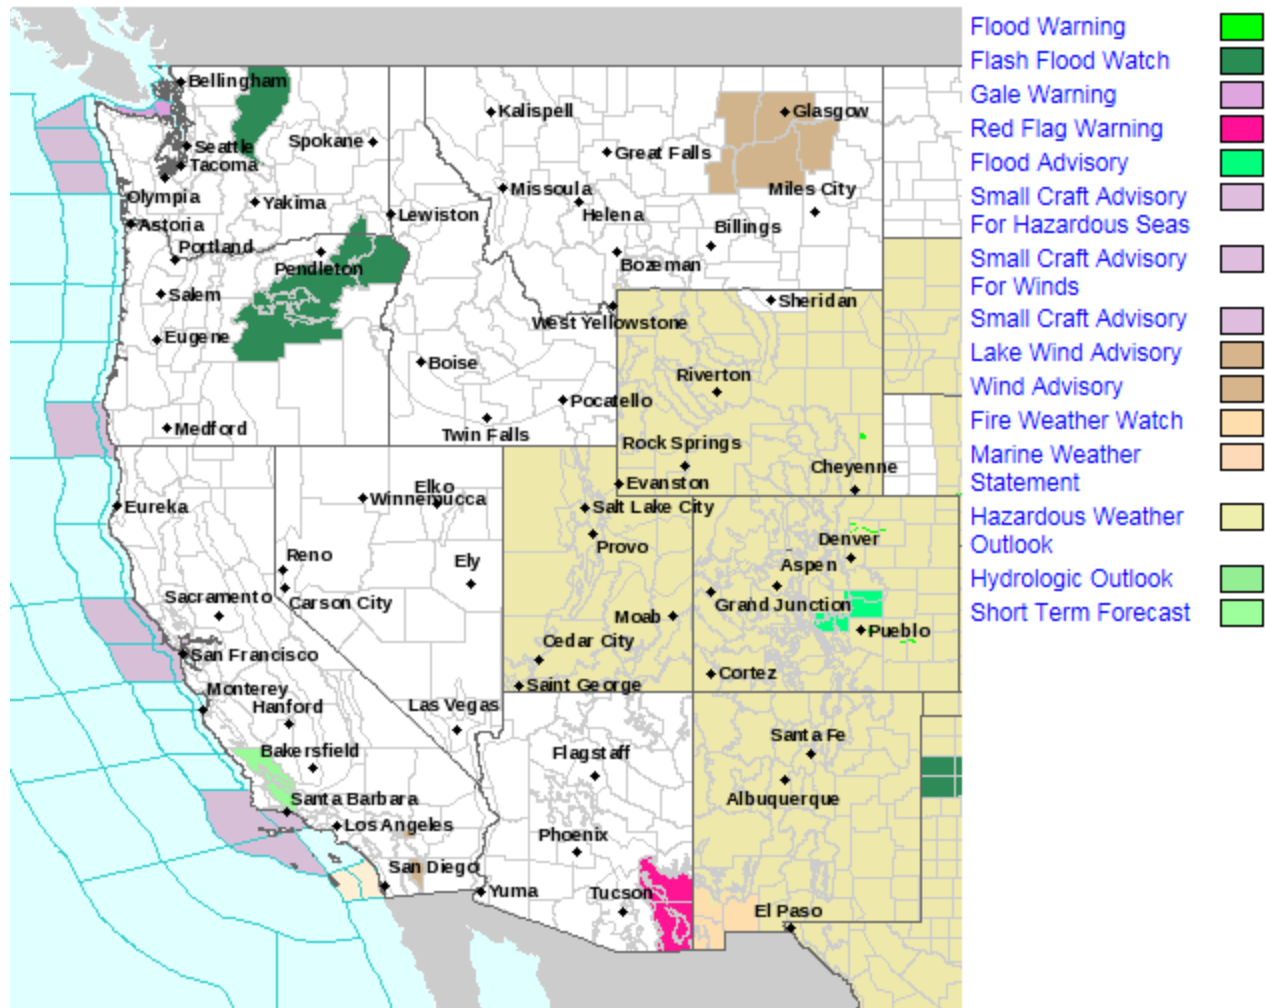 Bellingham
Seattle
Tacoma
Olympia
Spokane
Yakima
Astoria
Portland
Pendleton
Lewiston
Salem
Eugene
Medford
Kalispell
Great Falls
Missoula
Helena
Glasgow
Miles City
Billings
Bozeman
West Yellowstone
Sheridan
Boise
Pocatello
Twin Falls
Riverton
Rock Springs
Evanston
Cheyenne
Elko
Winnemucca
Eureka
Reno
Carson City
Ely
Sacramento
San Francisco
Monterey
Hanford
Bakersfield
Las Vegas
Santa Barbara
Los Angeles
San Diego
Salt Lake City
Provo
Moab
Cedar City
Saint George
Denver
Aspen
Grand Junction
Pueblo
Cortez
Flagstaff
Phoenix
Tucson
Yuma
Santa Fe
Albuquerque
El Paso
Flood Warning
Flash Flood Watch
Gale Warning
Red Flag Warning
Flood Advisory
Small Craft Advisory
For Hazardous Seas
Small Craft Advisory
For Winds
Small Craft Advisory
Lake Wind Advisory
Wind Advisory
Fire Weather Watch
Marine Weather
Statement
Hazardous Weather
Outlook
Hydrologic Outlook
Short Term Forecast